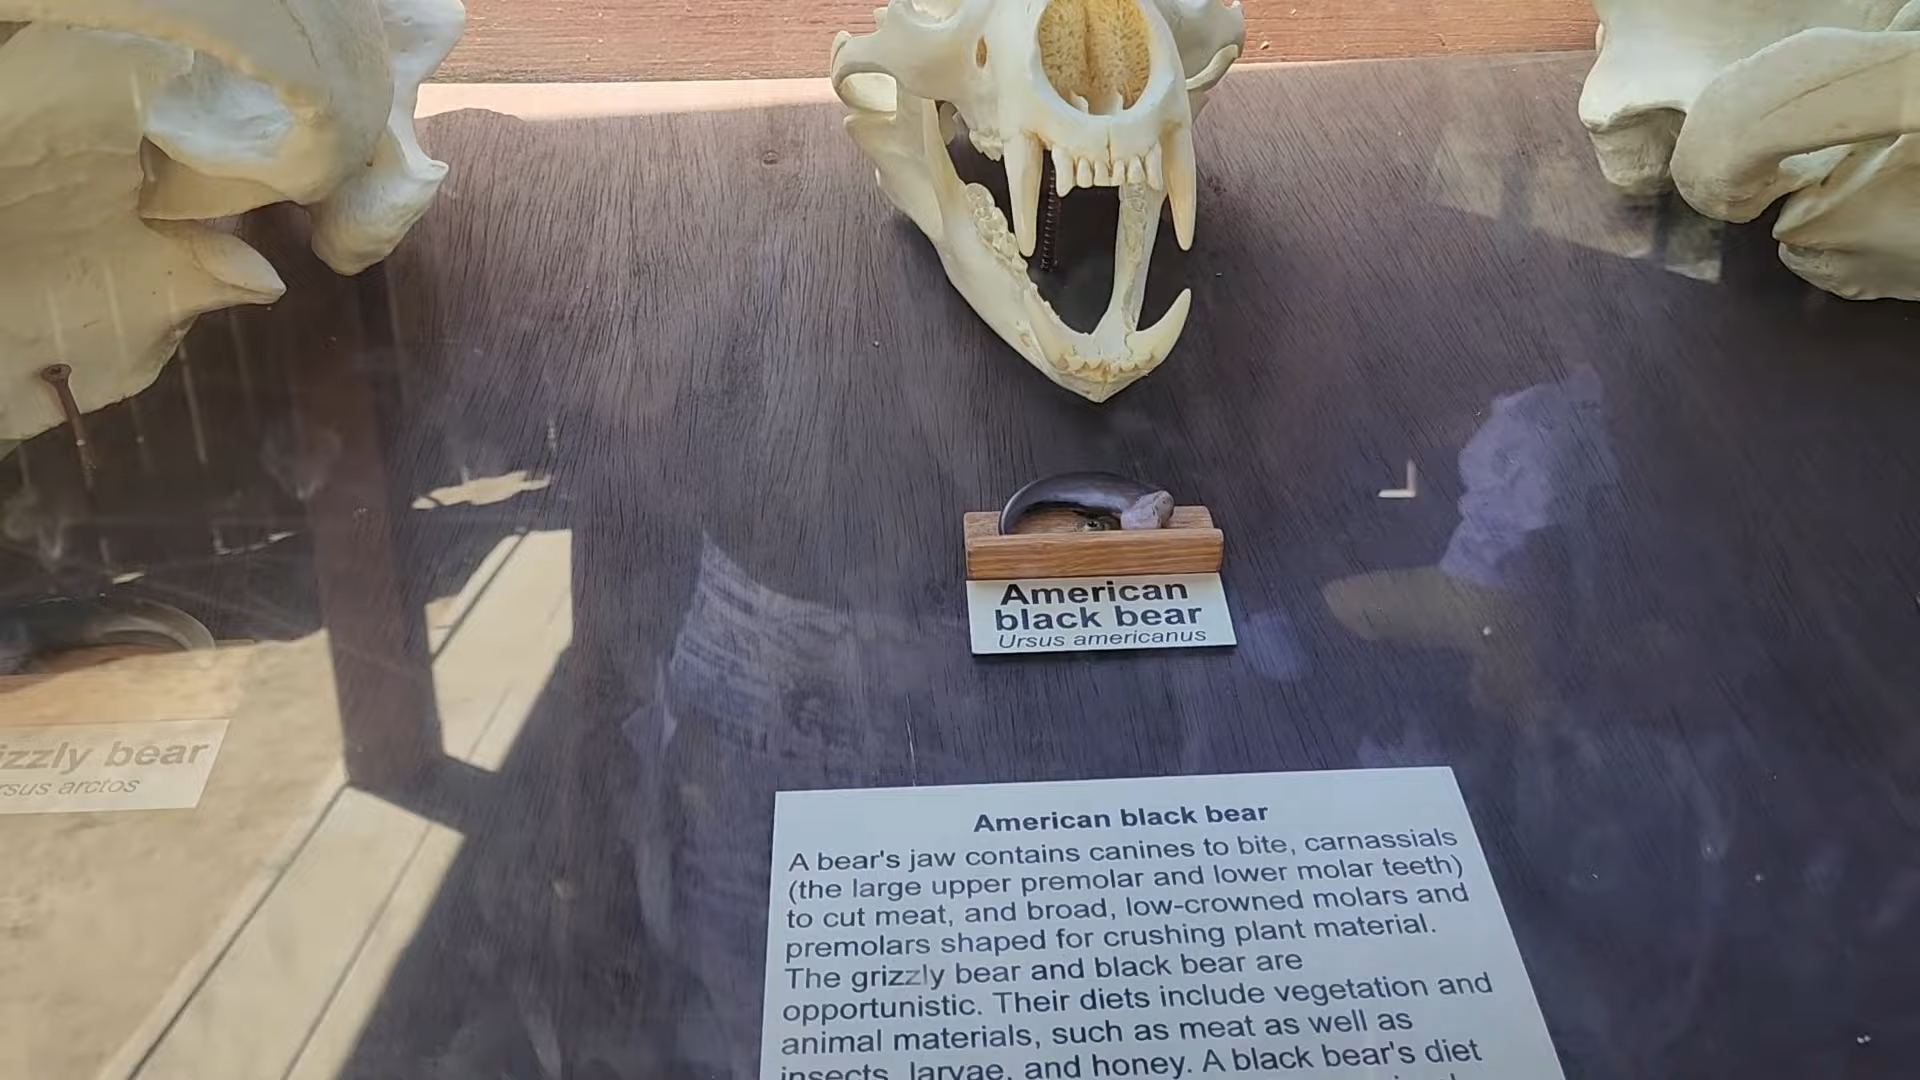 American
black bear
Ursus americanus
izzly bear
sus arctos
American black bear
A bear's jaw contains canines to bite, carnassials
(the large upper premolar and lower molar teeth)
to cut meat, and broad, low-crowned molars and
premolars shaped for crushing plant material.
The grizzly bear and black bear are
opportunistic. Their diets include vegetation and
animal materials, such as meat as well as
insects, larvae, and honey. A black bear's diet